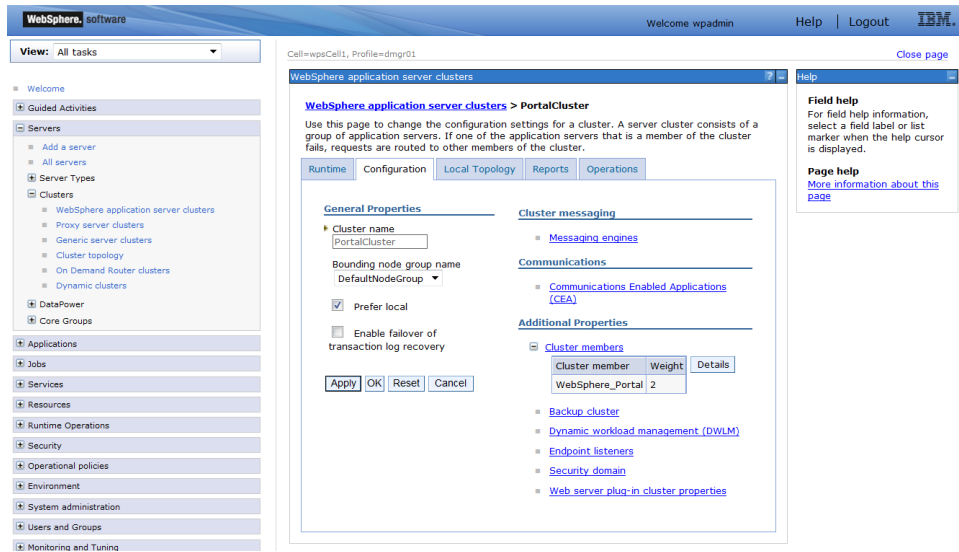 WebSphere. software
Welcome wpadmin
Help
Logout
IBM.
View: All tasks
Welcome
Guided Activities
Servers
Add a server
All servers
Server Types
Clusters
WebSphere application server clusters
Proxy server clusters
Generic server clusters
Cluster topology
On Demand Router clusters
Dynamic clusters
DataPower
Core Groups
Applications
Jobs
Services
Resources
Runtime Operations
Security
Operational policies
Environment
System administration
Users and Groups
Monitoring and Tuning
Cell=wpsCell1, Profile=dmgr01
Close page
WebSphere application server clusters
?
WebSphere application server clusters > PortalCluster
Use this page to change the configuration settings for a cluster. A server cluster consists of a
group of application servers. If one of the application servers that is a member of the cluster
fails, requests are routed to other members of the cluster.
Runtime
Configuration
Local Topology
Reports
Operations
General Properties
Cluster name
PortalCluster
Bounding node group name
DefaultNodeGroup
Prefer local
Enable failover of
transaction log recovery
Apply
OK
Reset
Cancel
Cluster messaging
Messaging engines
Communications
Communications Enabled Applications
(CEA)
Additional Properties
Cluster members
Cluster member Weight
Details
WebSphere_Portal 2
Backup cluster
Dynamic workload management (DWLM)
Endpoint listeners
Security domain
Web server plug-in cluster properties
Help
Field help
For field help information,
select a field label or list
marker when the help cursor
is displayed.
Page help
More information about this
page